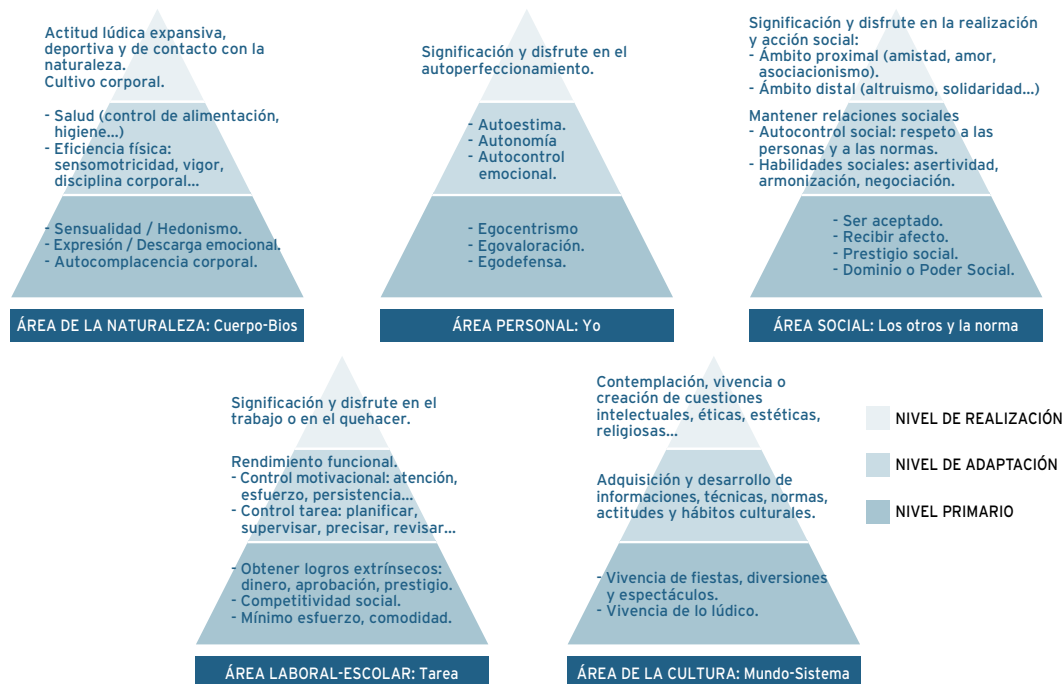 Actitud lúdica expansiva,
deportiva y de contacto con la
naturaleza.
Cultivo corporal.
- Salud (control de alimentación,
higiene...)
- Eficiencia física:
sensomotricidad, vigor,
disciplina corporal...
- Sensualidad / Hedonismo.
- Expresión / Descarga emocional.
- Autocomplacencia corporal.
ÁREA DE LA NATURALEZA: Cuerpo-Bios
Significación y disfrute en el
autoperfeccionamiento.
- Autoestima.
- Autonomía
- Autocontrol
emocional.
- Egocentrismo
- Egovaloración.
- Egodefensa.
ÁREA PERSONAL: Yo
Significación y disfrute en la realización
y acción social:
- Ámbito proximal (amistad, amor,
asociacionismo).
- Ámbito distal (altruismo, solidaridad...)
Mantener relaciones sociales
- Autocontrol social: respeto a las
personas y a las normas.
- Habilidades sociales: asertividad,
armonización, negociación.
- Ser aceptado.
- Recibir afecto.
- Prestigio social.
- Dominio o Poder Social.
ÁREA SOCIAL: Los otros y la norma
Significación y disfrute en el
trabajo o en el quehacer.
Rendimiento funcional.
- Control motivacional: atención,
esfuerzo, persistencia...
- Control tarea: planificar,
supervisar, precisar, revisar...
- Obtener logros extrínsecos:
dinero, aprobación, prestigio.
- Competitividad social.
- Mínimo esfuerzo, comodidad.
ÁREA LABORAL-ESCOLAR: Tarea
Contemplación, vivencia o
creación de cuestiones
intelectuales, éticas, estéticas,
religiosas...
Adquisición y desarrollo de
informaciones, técnicas, normas,
actitudes y hábitos culturales.
- Vivencia de fiestas, diversiones
y espectáculos.
- Vivencia de lo lúdico.
ÁREA DE LA CULTURA: Mundo-Sistema
NIVEL DE REALIZACIÓN
NIVEL DE ADAPTACIÓN
NIVEL PRIMARIO